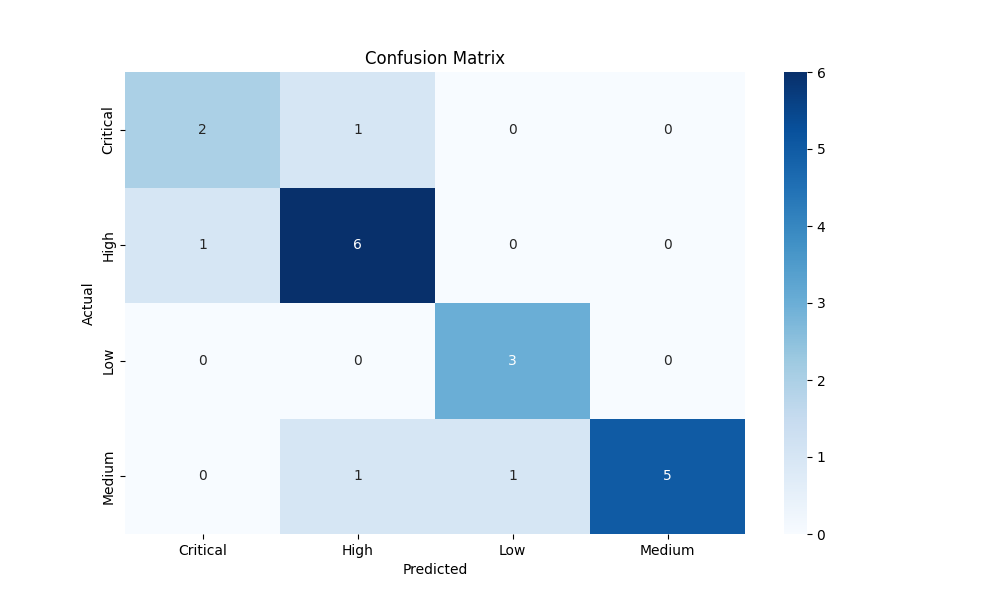 Confusion Matrix
Critical 2 1 0 0
High 1 6 0 0
Low 0 0 3 0
Medium 0 1 1 5
Critical High Low Medium
Predicted
Actual
6
5
4
3
2
1
0